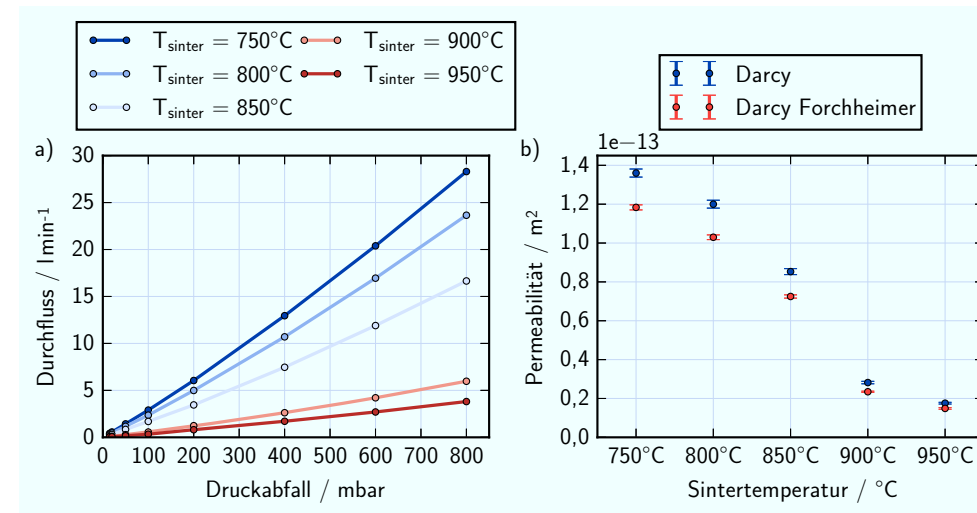 T_sinter = 750°C
T_sinter = 800°C
T_sinter = 850°C
T_sinter = 900°C
T_sinter = 950°C
a)
30
25
20
15
10
5
0
Durchfluss / l min⁻¹
0 100 200 300 400 500 600 700 800
Druckabfall / mbar
Darcy
Darcy Forchheimer
b)
1e−13
1,4
1,2
1,0
0,8
0,6
0,4
0,2
0,0
Permeabilität / m²
750°C 800°C 850°C 900°C 950°C
Sintertemperatur / °C